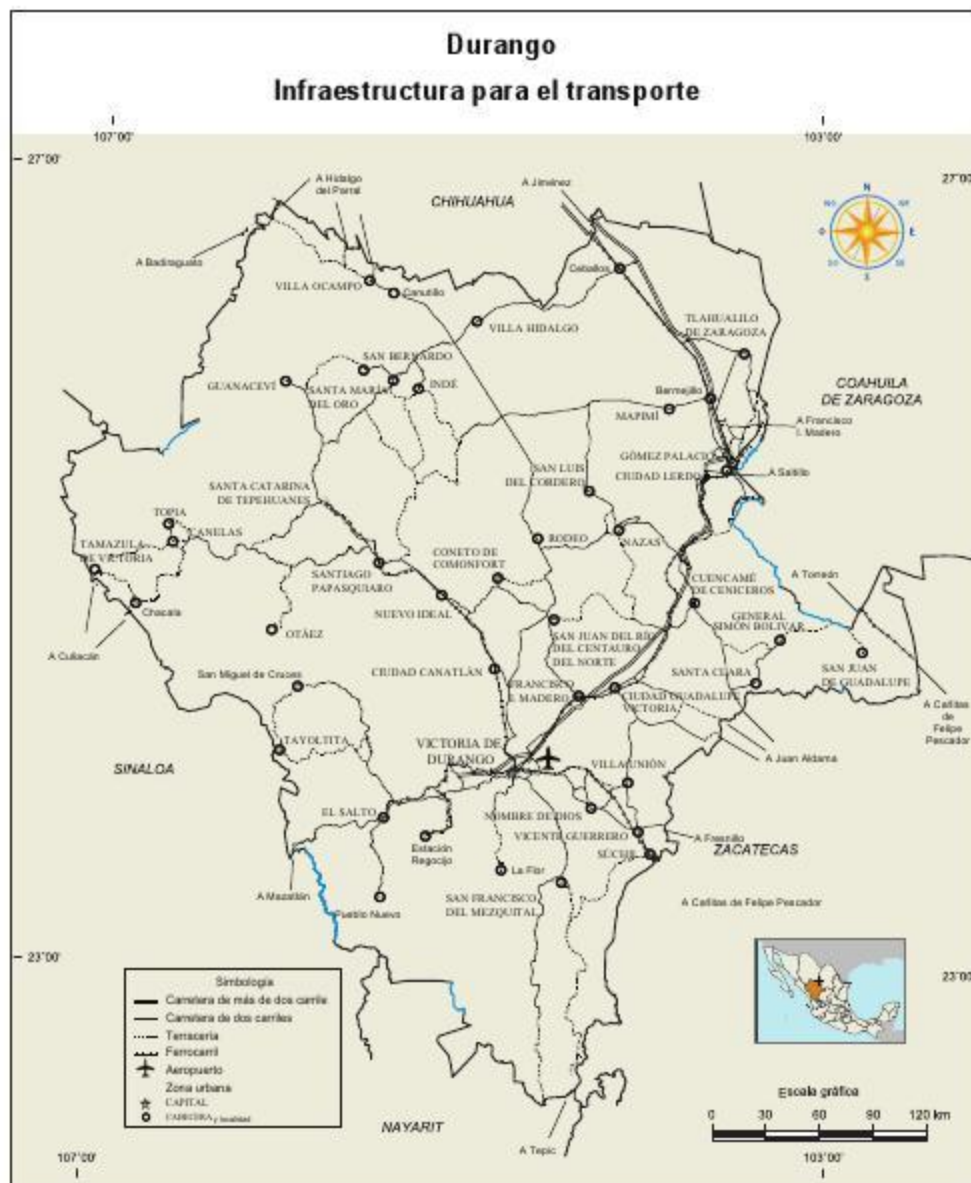 Durango
Infraestructura para el transporte
107°00'
103°00'
27°00'
27°00'
A Hidalgo
del Parral
A Jiménez
CHIHUAHUA
N
NO
NE
O
E
SO
SE
S
A Badiraguato
Ceballos
VILLA OCAMPO
Canutillo
VILLA HIDALGO
TLAHUALILO
DE ZARAGOZA
SAN BERNARDO
GUANACEVÍ
SANTA MARÍA
DEL ORO
INDÉ
COAHUILA
DE ZARAGOZA
Bermejillo
MAPIMÍ
A Francisco
I. Madero
GÓMEZ PALACIO
CIUDAD LERDO
A Saltillo
SAN LUIS
DEL CORDERO
SANTA CATARINA
DE TEPEHUANES
TOPIA
CANELAS
TAMAZULA
DE VICTORIA
RODEO
NAZAS
CONETO DE
COMONFORT
SANTIAGO
PAPASQUIARO
CUENCAMÉ
DE CENICEROS
A Torreón
Chacala
NUEVO IDEAL
GENERAL
SIMÓN BOLIVAR
OTÁEZ
SAN JUAN DEL RÍO
DEL CENTAURO
DEL NORTE
A Culiacán
San Miguel de Cruces
CIUDAD CANATLÁN
SANTA CLARA
SAN JUAN
DE GUADALUPE
FRANCISCO
I. MADERO
CIUDAD GUADALUPE
VICTORIA
A Cañitas
de
Felipe
Pescador
TAYOLTITA
VICTORIA DE
DURANGO
A Juan Aldama
SINALOA
VILLA UNIÓN
EL SALTO
NOMBRE DE DIOS
VICENTE GUERRERO
A Fresnillo
Estación
Regocijo
SÚCHIL
ZACATECAS
La Flor
A Mazatlán
Pueblo Nuevo
SAN FRANCISCO
DEL MEZQUITAL
A Cañitas de Felipe Pescador
23°00'
23°00'
Simbología
Carretera de más de dos carrile
Carretera de dos carriles
Terracería
Ferrocarril
Aeropuerto
Zona urbana
CAPITAL
CABECERA y localidad
Escala gráfica
0 30 60 90 120 km
NAYARIT
A Tepic
107°00'
103°00'